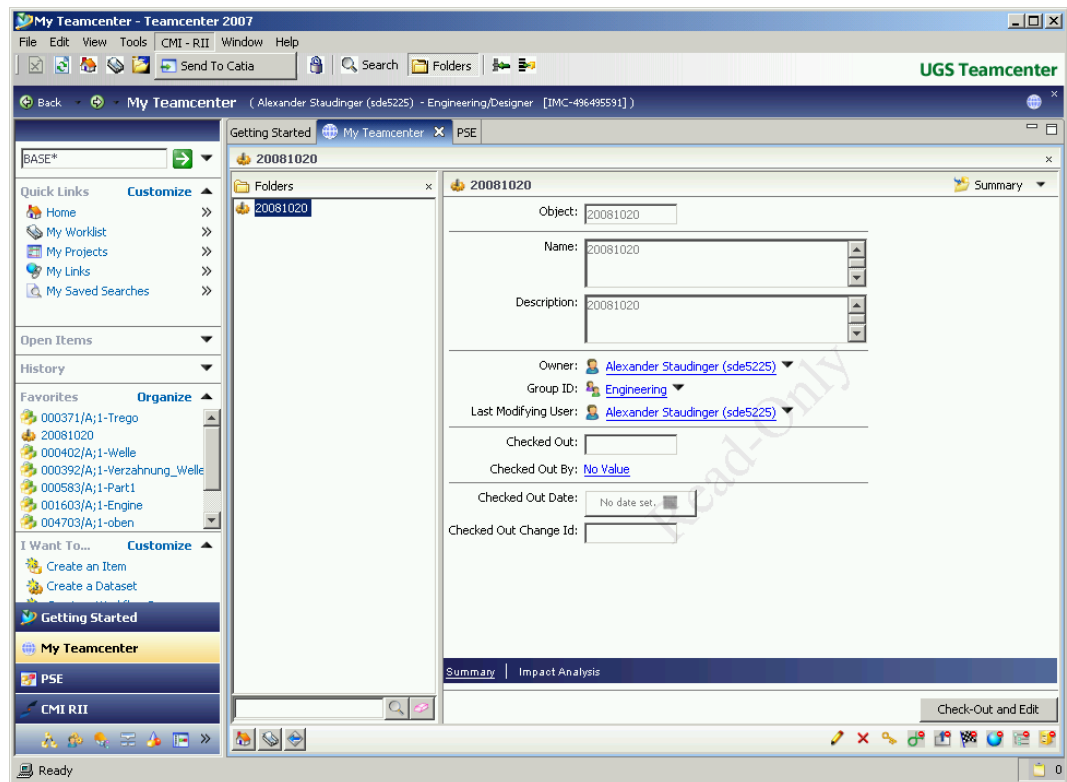 My Teamcenter - Teamcenter 2007
File Edit View Tools CMI - RII Window Help
Send To Catia Search Folders
UGS Teamcenter
Back My Teamcenter ( Alexander Staudinger (sde5225) - Engineering/Designer [IMC-496495591] )
Getting Started My Teamcenter PSE
BASE*
20081020
Quick Links Customize
Home
My Worklist
My Projects
My Links
My Saved Searches
Open Items
History
Favorites Organize
000371/A;1-Trego
20081020
000402/A;1-Welle
000392/A;1-Verzahnung_Welle
000583/A;1-Part1
001603/A;1-Engine
004703/A;1-oben
I Want To... Customize
Create an Item
Create a Dataset
Getting Started
My Teamcenter
PSE
CMI RII
Folders
20081020
20081020 Summary
Object: 20081020
Name: 20081020
Description: 20081020
Owner: Alexander Staudinger (sde5225)
Group ID: Engineering
Last Modifying User: Alexander Staudinger (sde5225)
Checked Out:
Checked Out By: No Value
Checked Out Date: No date set.
Checked Out Change Id:
Read-Only
Summary Impact Analysis
Check-Out and Edit
Ready 0